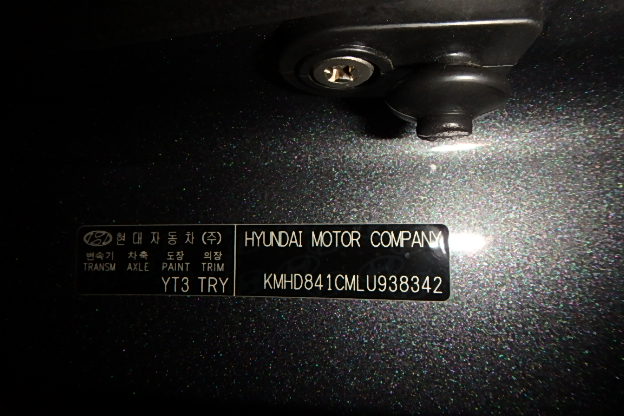 현대자동차(주)
변속기 차축 도장 의장
TRANSM AXLE PAINT TRIM
YT3 TRY
HYUNDAI MOTOR COMPANY
KMHD841CMLU938342